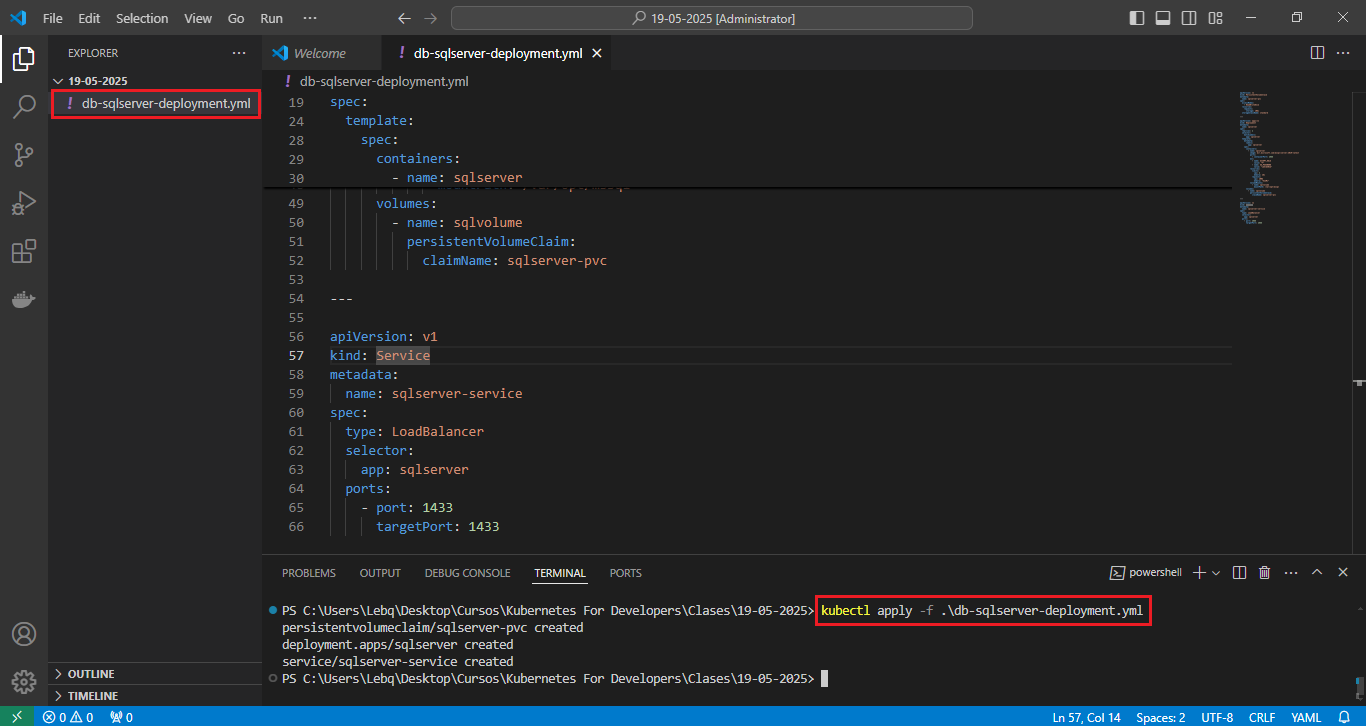 File Edit Selection View Go Run ··· 19-05-2025 [Administrator]
EXPLORER ···
19-05-2025
! db-sqlserver-deployment.yml
Welcome ! db-sqlserver-deployment.yml
! db-sqlserver-deployment.yml
19 spec:
24 template:
28 spec:
29 containers:
30 - name: sqlserver
49 volumes:
50 - name: sqlvolume
51 persistentVolumeClaim:
52 claimName: sqlserver-pvc
53
54 ---
55
56 apiVersion: v1
57 kind: Service
58 metadata:
59 name: sqlserver-service
60 spec:
61 type: LoadBalancer
62 selector:
63 app: sqlserver
64 ports:
65 - port: 1433
66 targetPort: 1433
PROBLEMS OUTPUT DEBUG CONSOLE TERMINAL PORTS powershell
PS C:\Users\Lebq\Desktop\Cursos\Kubernetes For Developers\Clases\19-05-2025> kubectl apply -f .\db-sqlserver-deployment.yml
persistentvolumeclaim/sqlserver-pvc created
deployment.apps/sqlserver created
service/sqlserver-service created
PS C:\Users\Lebq\Desktop\Cursos\Kubernetes For Developers\Clases\19-05-2025>
OUTLINE
TIMELINE
0 0 0 Ln 57, Col 14 Spaces: 2 UTF-8 CRLF YAML